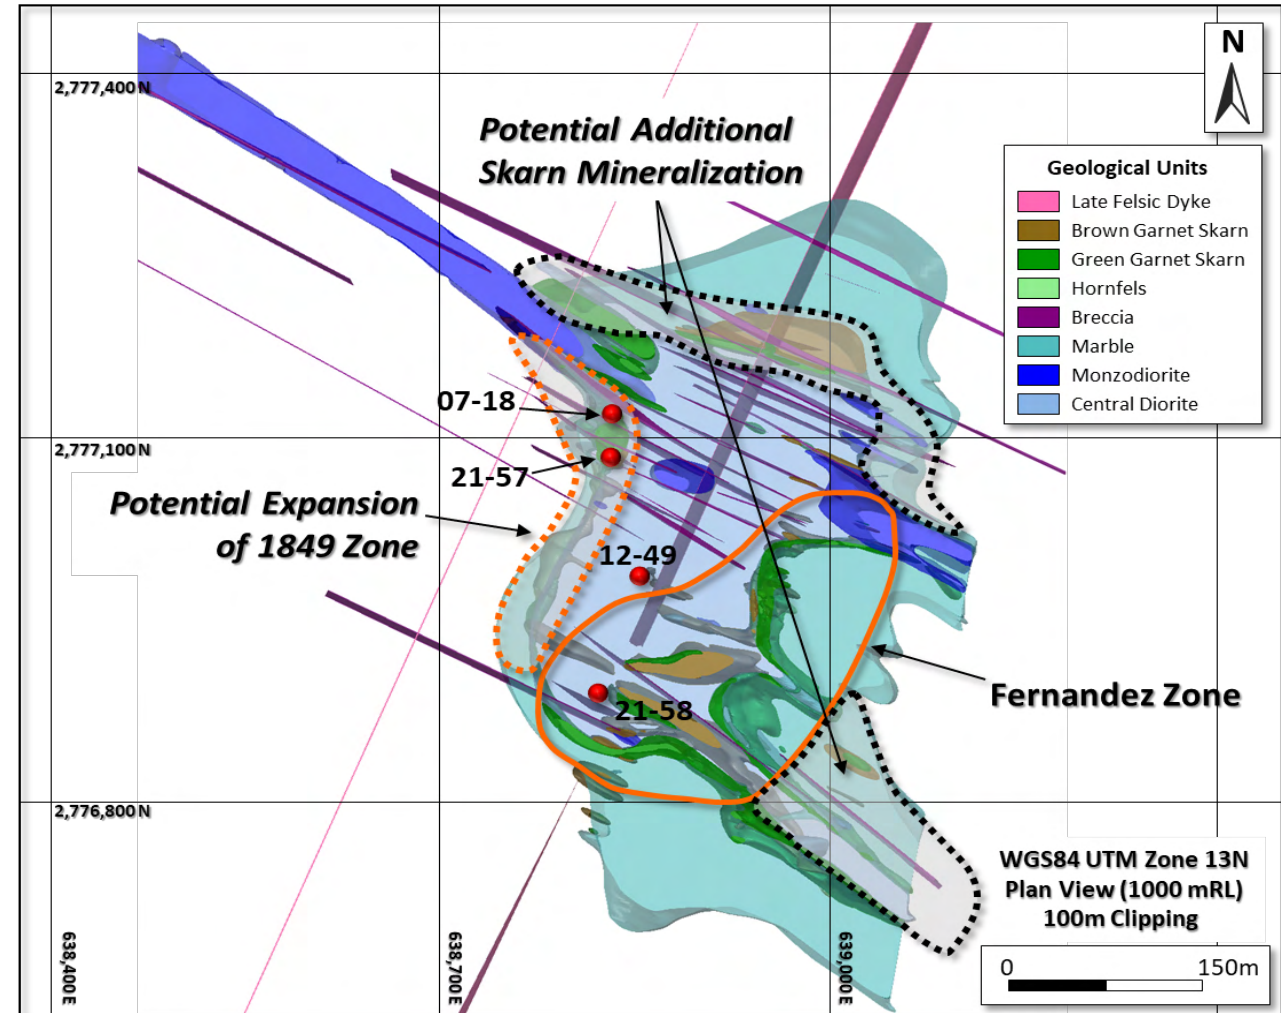 N
2,777,400 N
Potential Additional
Skarn Mineralization
Geological Units
Late Felsic Dyke
Brown Garnet Skarn
Green Garnet Skarn
Hornfels
Breccia
Marble
Monzodiorite
Central Diorite
07-18
2,777,100 N
21-57
Potential Expansion
of 1849 Zone
12-49
Fernandez Zone
21-58
2,776,800 N
WGS84 UTM Zone 13N
Plan View (1000 mRL)
100m Clipping
638,400E
638,700E
639,000E
0 150m